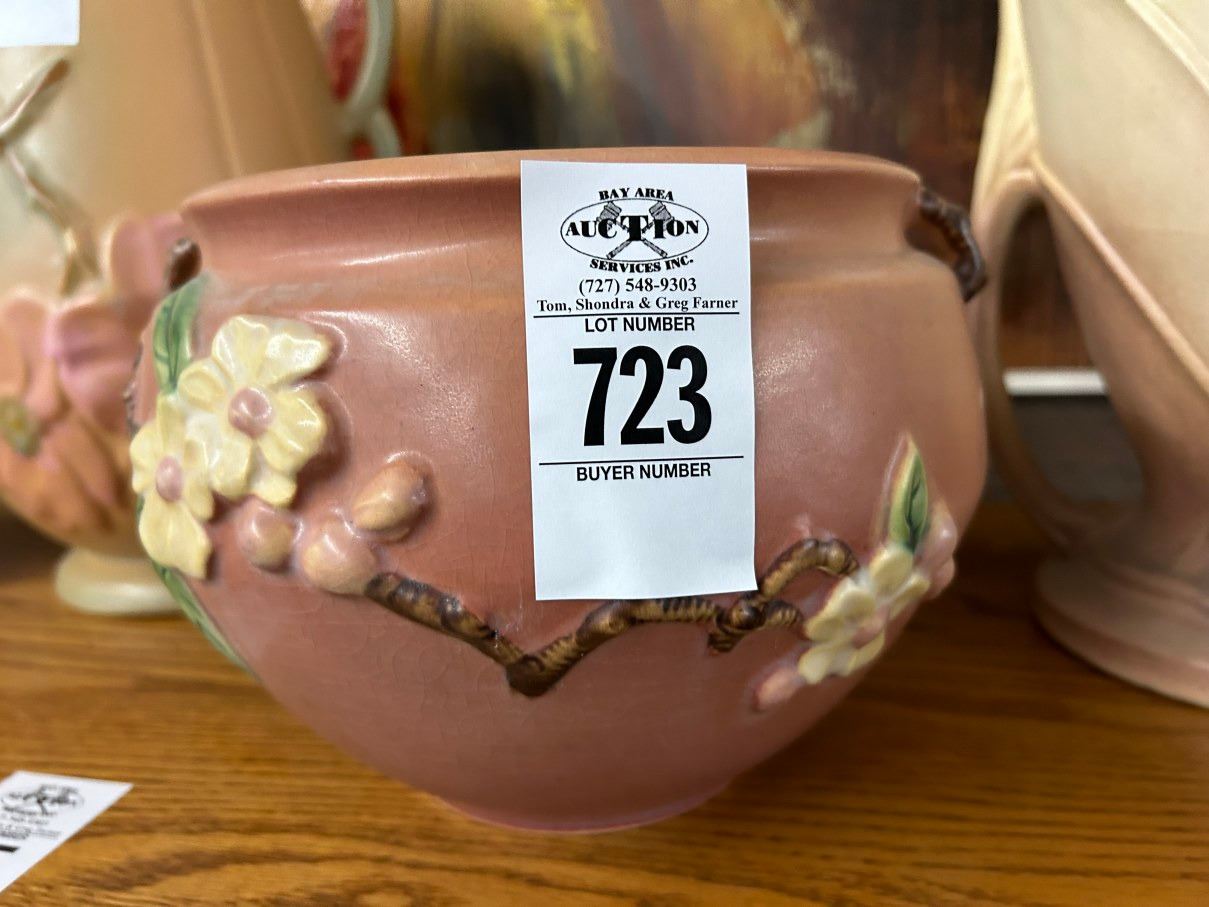 BAY AREA
AUCTION
SERVICES INC.
(727) 548-9303
Tom, Shondra & Greg Farner
LOT NUMBER
723
BUYER NUMBER